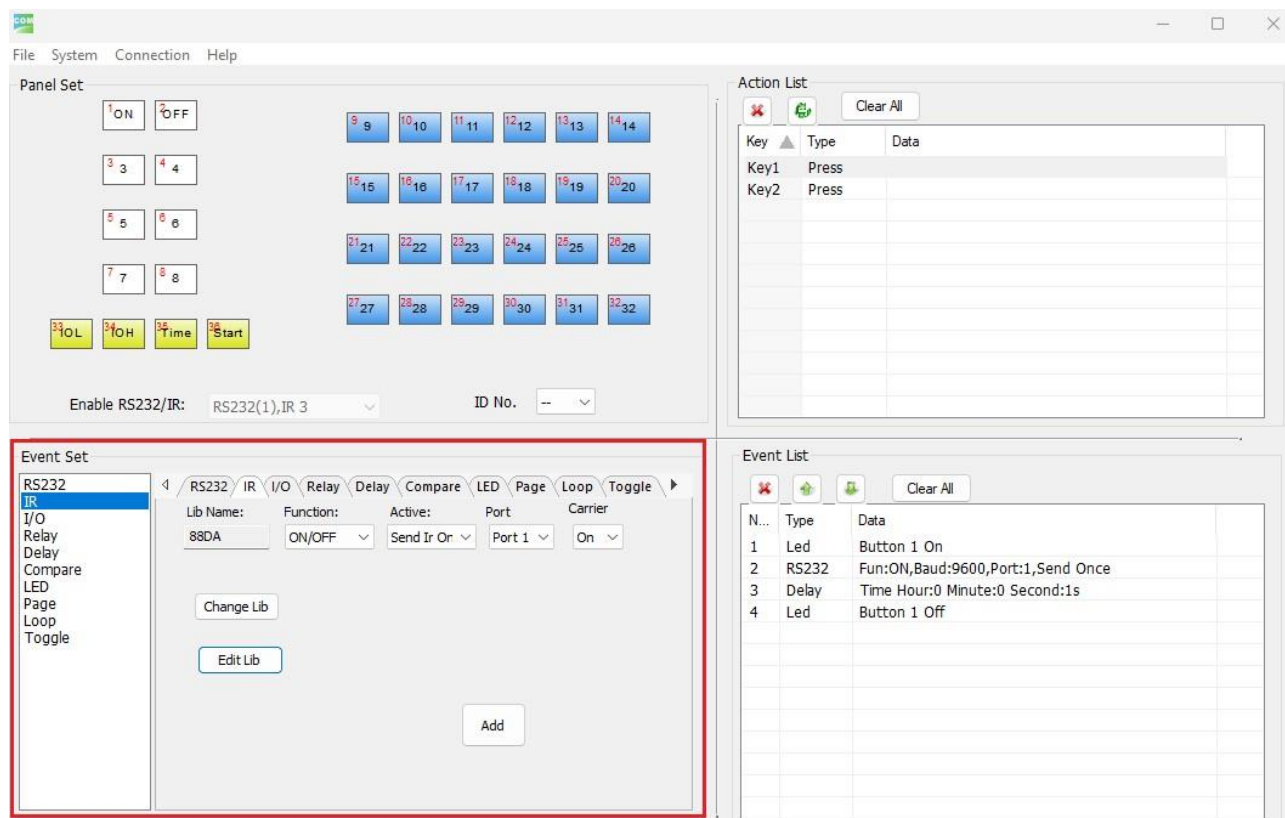 COM
File System Connection Help
Panel Set
1 ON 2 OFF
9 9 10 10 11 11 12 12 13 13 14 14
3 3 4 4
15 15 16 16 17 17 18 18 19 19 20 20
5 5 6 6
21 21 22 22 23 23 24 24 25 25 26 26
7 7 8 8
27 27 28 28 29 29 30 30 31 31 32 32
33 IOL 34 IOH 35 Time 36 Start
Enable RS232/IR: RS232(1),IR 3 ID No. --
Action List
Clear All
Key Type Data
Key1 Press
Key2 Press
Event Set
RS232
IR
I/O
Relay
Delay
Compare
LED
Page
Loop
Toggle
RS232 IR I/O Relay Delay Compare LED Page Loop Toggle
Lib Name: Function: Active: Port Carrier
88DA ON/OFF Send Ir On Port 1 On
Change Lib
Edit Lib
Add
Event List
Clear All
N... Type Data
1 Led Button 1 On
2 RS232 Fun:ON,Baud:9600,Port:1,Send Once
3 Delay Time Hour:0 Minute:0 Second:1s
4 Led Button 1 Off